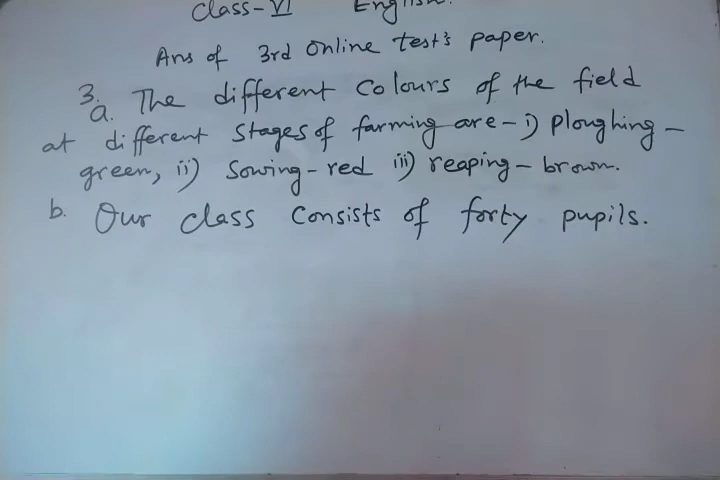 Class-VI English.
Ans of 3rd online test's paper.
3.
a. The different Colours of the field
at different Stages of farming are - i) Ploughing -
green, ii) Sowing - red iii) reaping - brown.
b. Our class Consists of forty pupils.